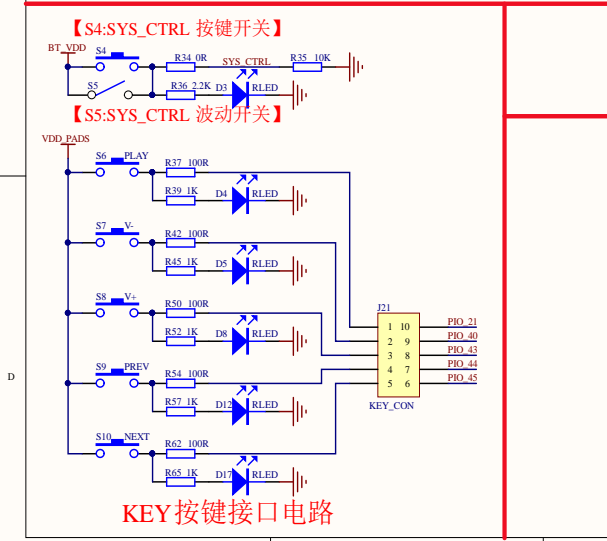 【S4:SYS_CTRL 按键开关】
BT_VDD
S4
R34 0R
SYS_CTRL
R35 10K
S5
R36 2.2K
D3
RLED
【S5:SYS_CTRL 波动开关】
VDD_PADS
S6 PLAY
R37 100R
R39 1K
D4
RLED
S7 V-
R42 100R
R45 1K
D5
RLED
S8 V+
R50 100R
R52 1K
D8
RLED
S9 PREV
R54 100R
R57 1K
D12
RLED
S10 NEXT
R62 100R
R65 1K
D17
RLED
J21
1 10
2 9
3 8
4 7
5 6
KEY_CON
PIO_21
PIO_40
PIO_43
PIO_44
PIO_45
D
KEY按键接口电路